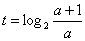 t = log₂ (a+1)/a